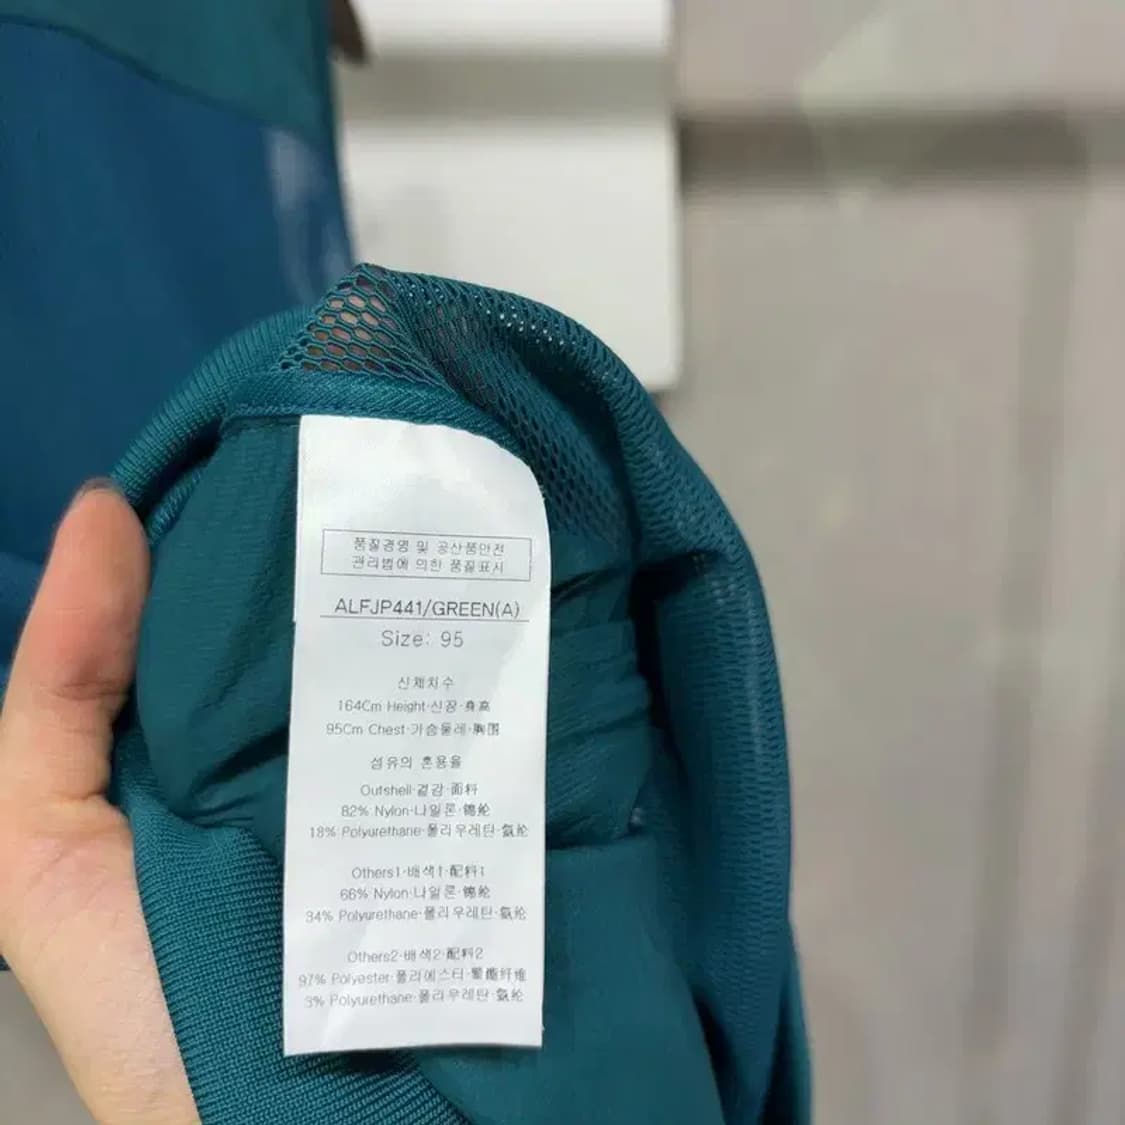 품질경영 및 공산품안전
관리법에 의한 품질표시
ALFJP441/GREEN(A)
Size: 95
신체치수
164Cm Height·신장·身高
95Cm Chest·가슴둘레·胸围
섬유의 혼용율
Outshell·겉감·面料
82% Nylon·나일론·锦纶
18% Polyurethane·폴리우레탄·氨纶
Others1·배색1·配料1
66% Nylon·나일론·锦纶
34% Polyurethane·폴리우레탄·氨纶
Others2·배색2·配料2
97% Polyester·폴리에스터·聚酯纤维
3% Polyurethane·폴리우레탄·氨纶